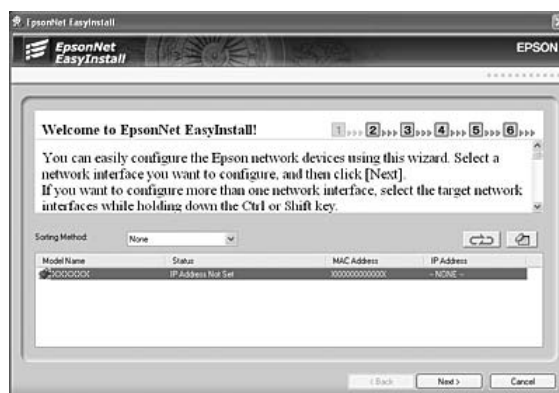 EpsonNet EasyInstall
EpsonNet
EasyInstall
EPSON
Welcome to EpsonNet EasyInstall!
1 >>> 2 >>> 3 >>> 4 >>> 5 >>> 6 >>>
You can easily configure the Epson network devices using this wizard. Select a
network interface you want to configure, and then click [Next].
If you want to configure more than one network interface, select the target network
interfaces while holding down the Ctrl or Shift key.
Sorting Method: None
Model Name Status MAC Address IP Address
XXXXXXX IP Address Not Set XXXXXXXXXXXX -- NONE --
< Back Next > Cancel